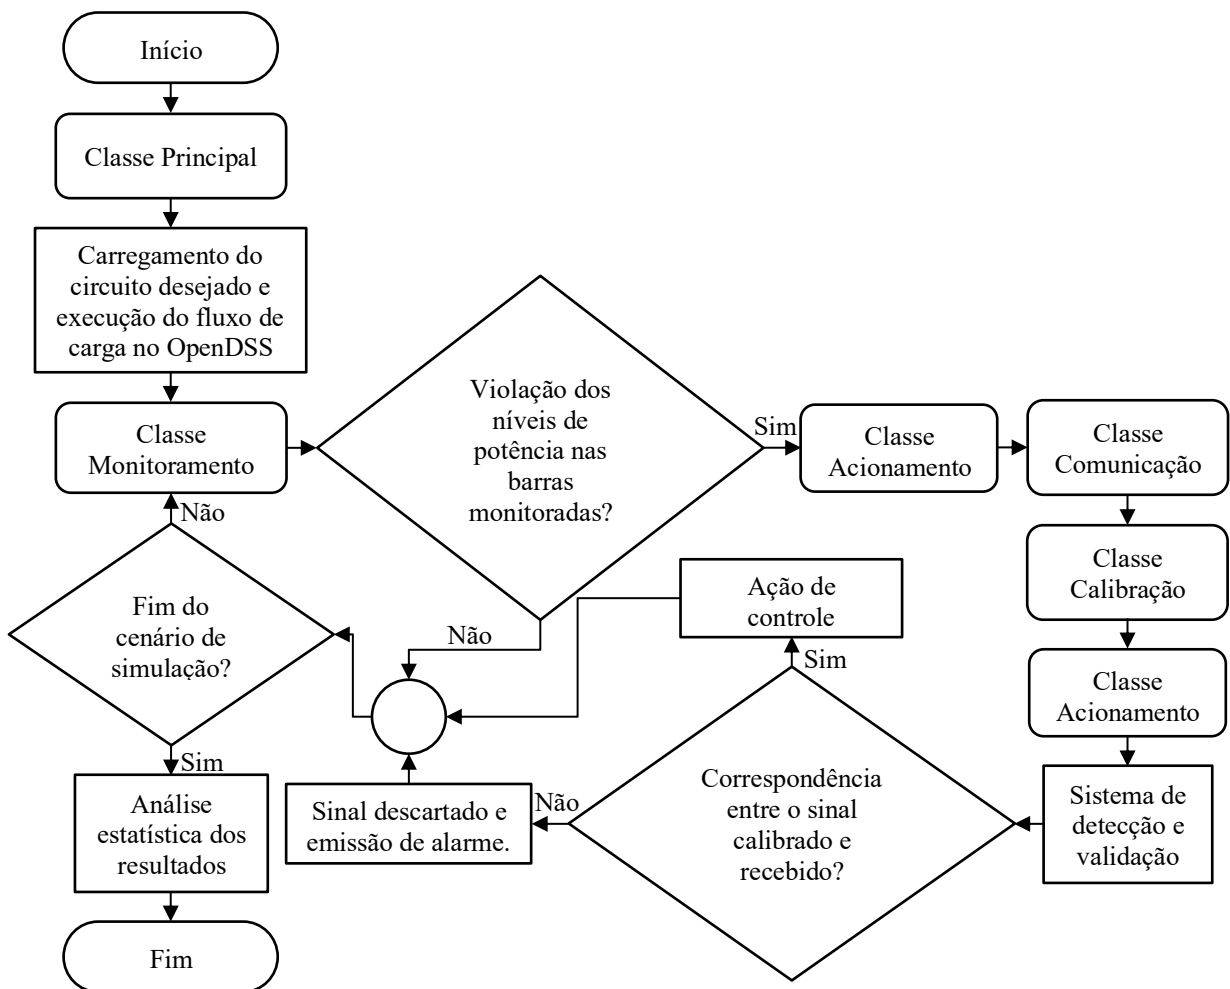 Início
Classe Principal
Carregamento do
circuito desejado e
execução do fluxo de
carga no OpenDSS
Classe
Monitoramento
Violação dos
níveis de
potência nas
barras
monitoradas?
Sim
Classe
Acionamento
Classe
Comunicação
Classe
Calibração
Classe
Acionamento
Sistema de
detecção e
validação
Correspondência
entre o sinal
calibrado e
recebido?
Sim
Ação de
controle
Não
Sinal descartado e
emissão de alarme.
Não
Fim do
cenário de
simulação?
Não
Sim
Análise
estatística dos
resultados
Fim